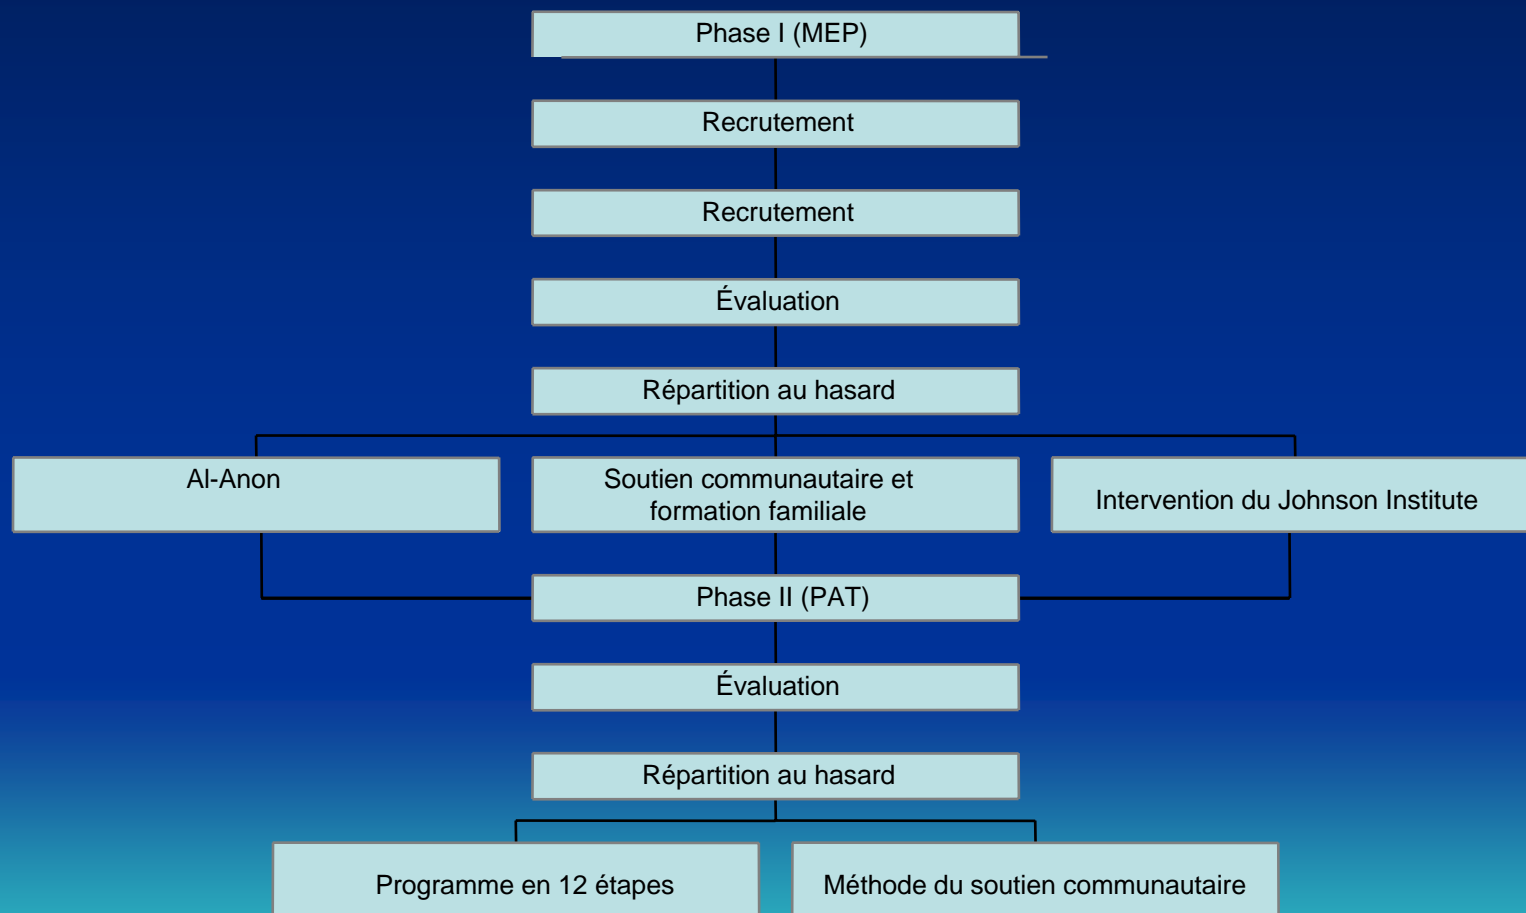 Phase I (MEP)
Recrutement
Recrutement
Évaluation
Répartition au hasard
Al-Anon
Soutien communautaire et
formation familiale
Intervention du Johnson Institute
Phase II (PAT)
Évaluation
Répartition au hasard
Programme en 12 étapes
Méthode du soutien communautaire